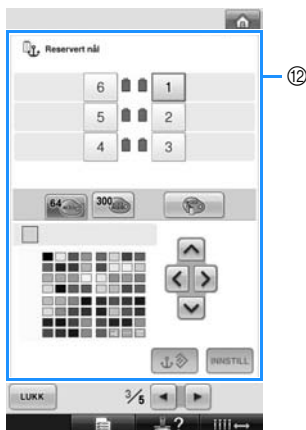 Reservert nål
⑫
6 1
5 2
4 3
64 300
INNSTILL
LUKK 3/5
?